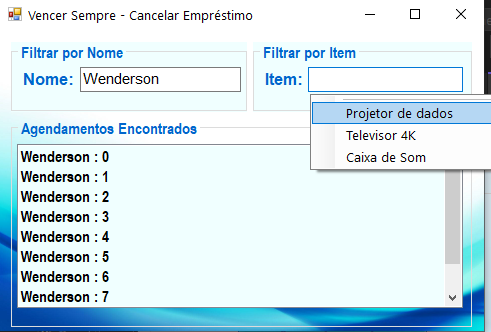 Vencer Sempre - Cancelar Empréstimo
Filtrar por Nome
Nome: Wenderson
Filtrar por Item
Item:
Projetor de dados
Televisor 4K
Caixa de Som
Agendamentos Encontrados
Wenderson : 0
Wenderson : 1
Wenderson : 2
Wenderson : 3
Wenderson : 4
Wenderson : 5
Wenderson : 6
Wenderson : 7